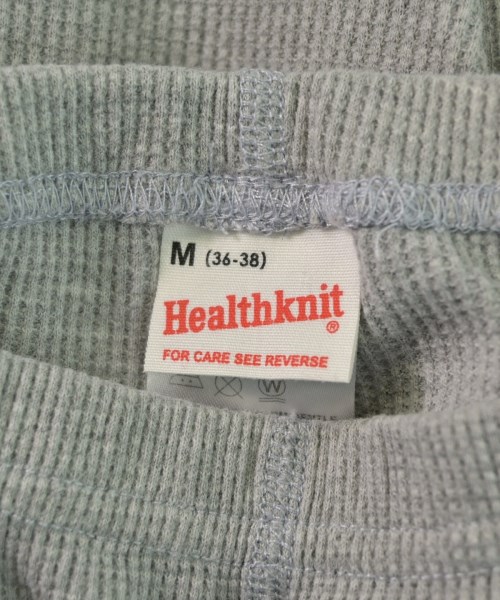 M (36-38)
Healthknit®
FOR CARE SEE REVERSE
W